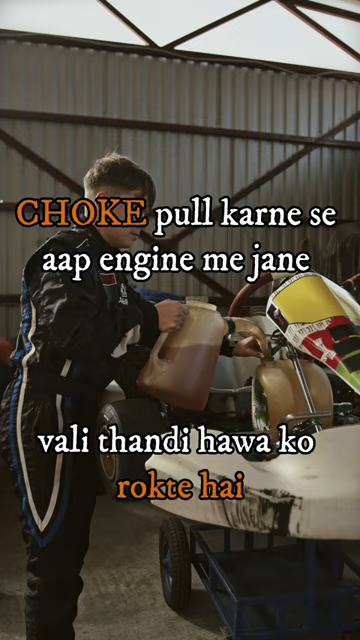 CHOKE pull karne se
aap engine me jane
vali thandi hawa ko
rokte hai